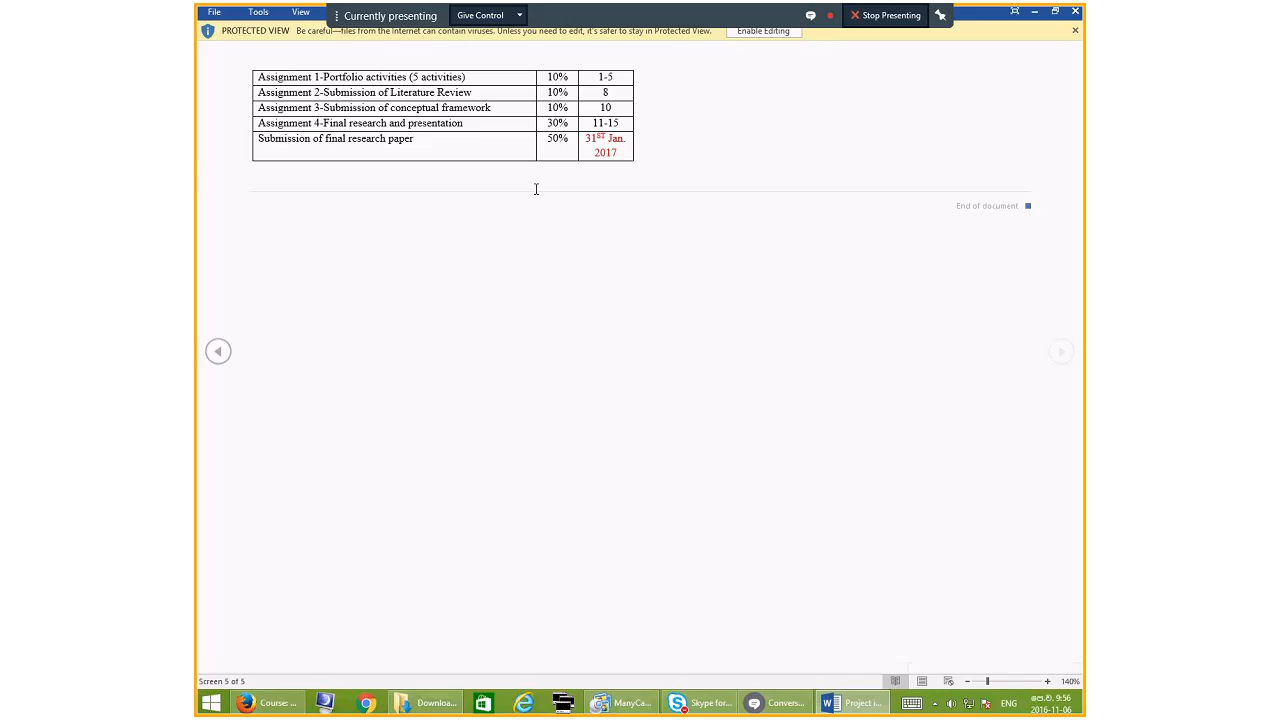 File Tools View Currently presenting Give Control Stop Presenting
PROTECTED VIEW Be careful—files from the Internet can contain viruses. Unless you need to edit, it's safer to stay in Protected View. Enable Editing
Assignment 1-Portfolio activities (5 activities) 10% 1-5
Assignment 2-Submission of Literature Review 10% 8
Assignment 3-Submission of conceptual framework 10% 10
Assignment 4-Final research and presentation 30% 11-15
Submission of final research paper 50% 31ST Jan.
2017
End of document
Screen 5 of 5 140%
Course: ... Downloa... ManyCa... Skype for... Convers... Project i... ENG පෙ.ව. 9:56
2016-11-06